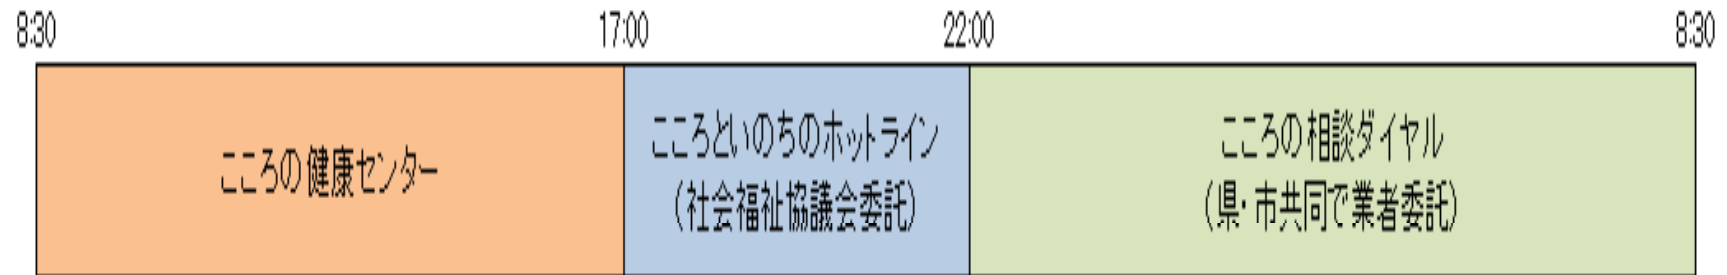 8:30 17:00 22:00 8:30
こころの健康センター
こころといのちのホットライン
（社会福祉協議会委託）
こころの相談ダイヤル
（県・市共同で業者委託）